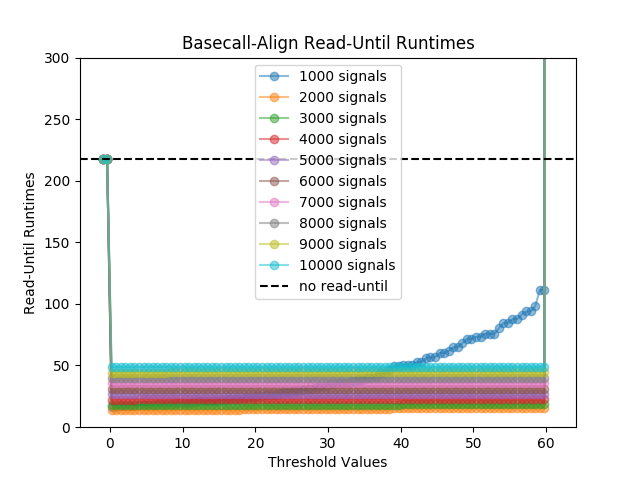 Basecall-Align Read-Until Runtimes
300
250
200
150
100
50
0
Read-Until Runtimes
1000 signals
2000 signals
3000 signals
4000 signals
5000 signals
6000 signals
7000 signals
8000 signals
9000 signals
10000 signals
no read-until
0 10 20 30 40 50 60
Threshold Values